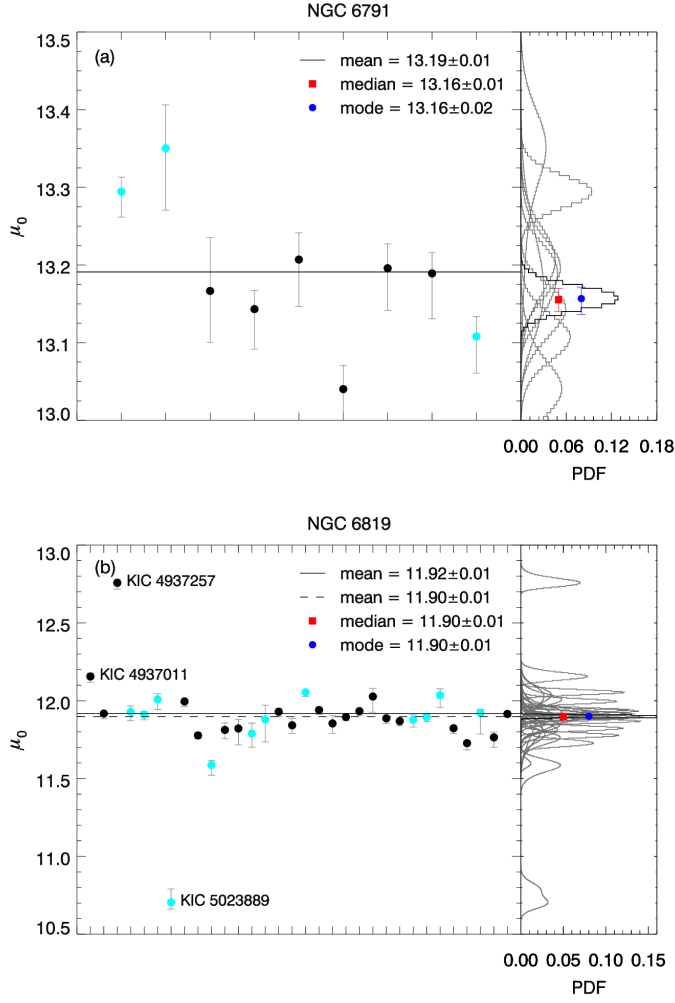 NGC 6791
(a)
mean = 13.19±0.01
median = 13.16±0.01
mode = 13.16±0.02
13.5
13.4
13.3
13.2
13.1
13.0
μ0
0.00 0.06 0.12 0.18
PDF
NGC 6819
(b)
KIC 4937257
mean = 11.92±0.01
mean = 11.90±0.01
median = 11.90±0.01
mode = 11.90±0.01
KIC 4937011
KIC 5023889
13.0
12.5
12.0
11.5
11.0
10.5
μ0
0.00 0.05 0.10 0.15
PDF